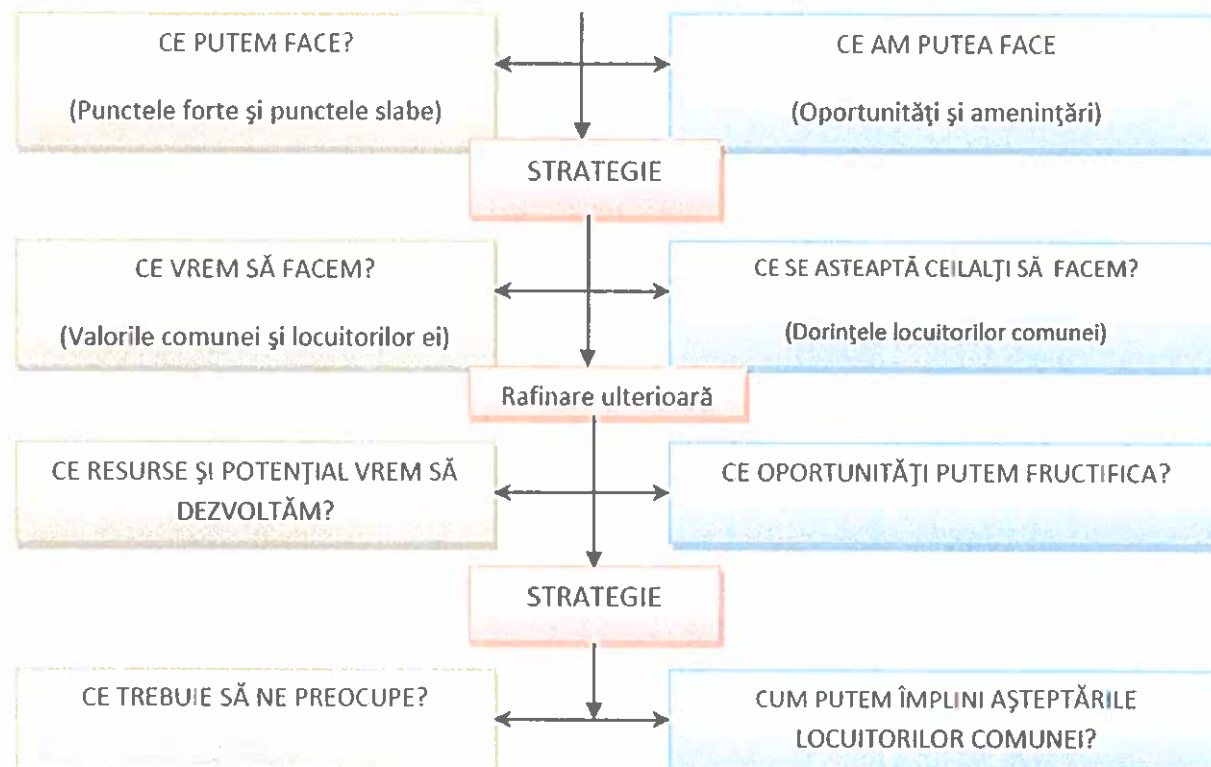 CE PUTEM FACE?
(Punctele forte şi punctele slabe)
CE AM PUTEA FACE
(Oportunităţi şi ameninţări)
STRATEGIE
CE VREM SĂ FACEM?
(Valorile comunei şi locuitorilor ei)
CE SE ASTEAPTĂ CEILALŢI SĂ FACEM?
(Dorinţele locuitorilor comunei)
Rafinare ulterioară
CE RESURSE ŞI POTENŢIAL VREM SĂ
DEZVOLTĂM?
CE OPORTUNITĂŢI PUTEM FRUCTIFICA?
STRATEGIE
CE TREBUIE SĂ NE PREOCUPE?
CUM PUTEM ÎMPLINI AŞTEPTĂRILE
LOCUITORILOR COMUNEI?